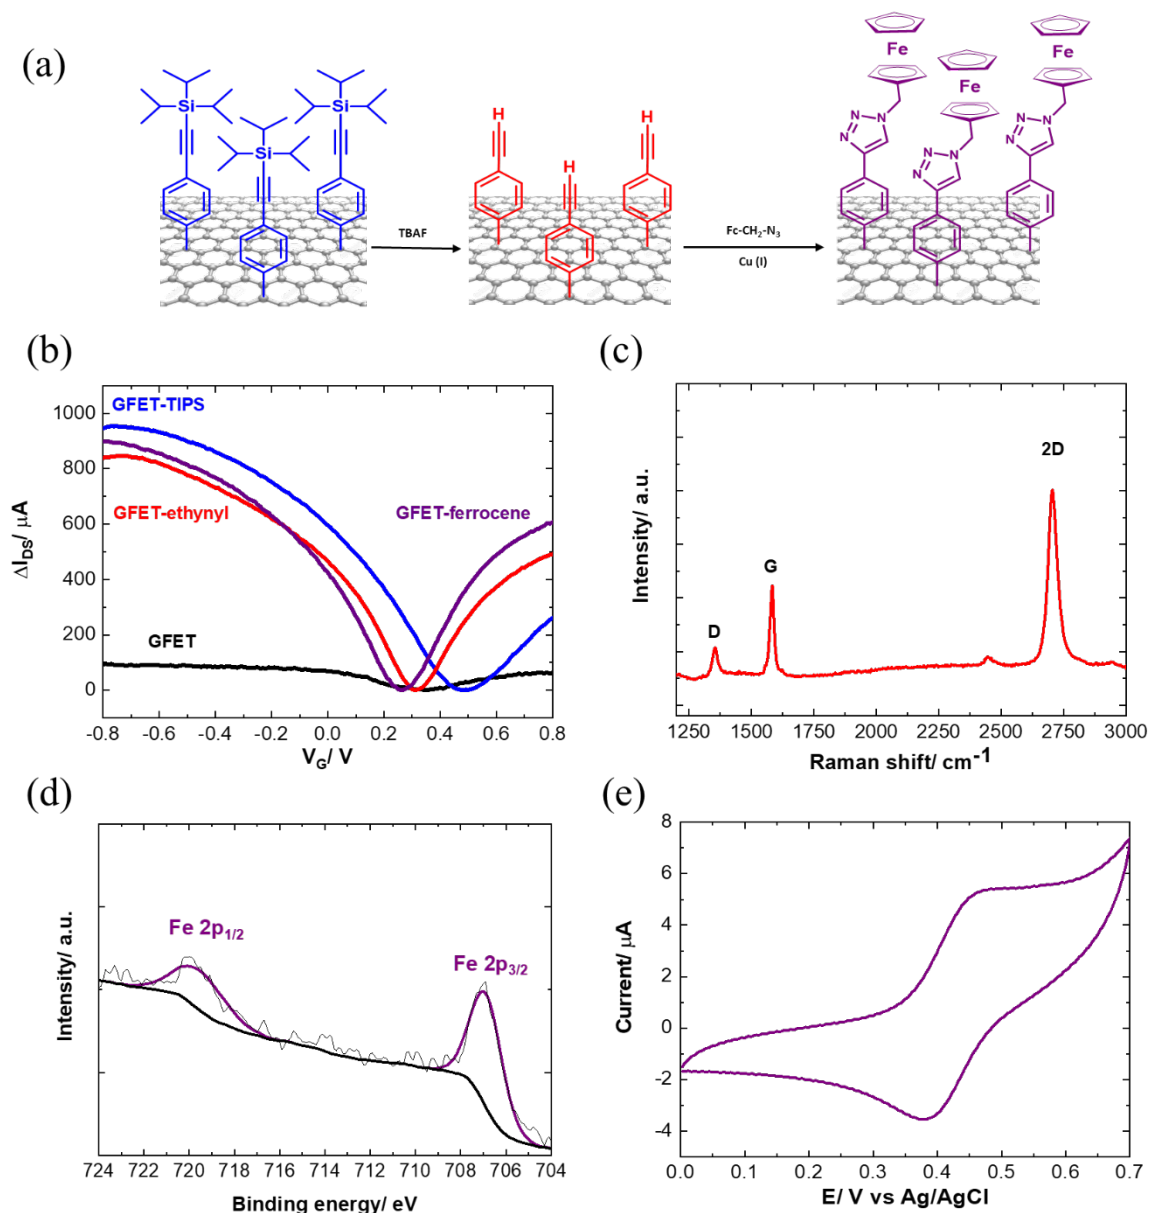 (a)
Fe
Fe
Fe
Si
Si
Si
H
H
H
N
N
N
N
N
N
N
N
N
TBAF
Fc-CH₂-N₃
Cu (I)
(b)
GFET-TIPS
GFET-ethynyl
GFET-ferrocene
GFET
ΔI_DS/ μA
1000
800
600
400
200
0
-0.8
-0.6
-0.4
-0.2
0.0
0.2
0.4
0.6
0.8
V_G/ V
(c)
Intensity/ a.u.
D
G
2D
1250
1500
1750
2000
2250
2500
2750
3000
Raman shift/ cm⁻¹
(d)
Intensity/ a.u.
Fe 2p₁/₂
Fe 2p₃/₂
724
722
720
718
716
714
712
710
708
706
704
Binding energy/ eV
(e)
Current/ μA
8
6
4
2
0
-2
-4
0.0
0.1
0.2
0.3
0.4
0.5
0.6
0.7
E/ V vs Ag/AgCl